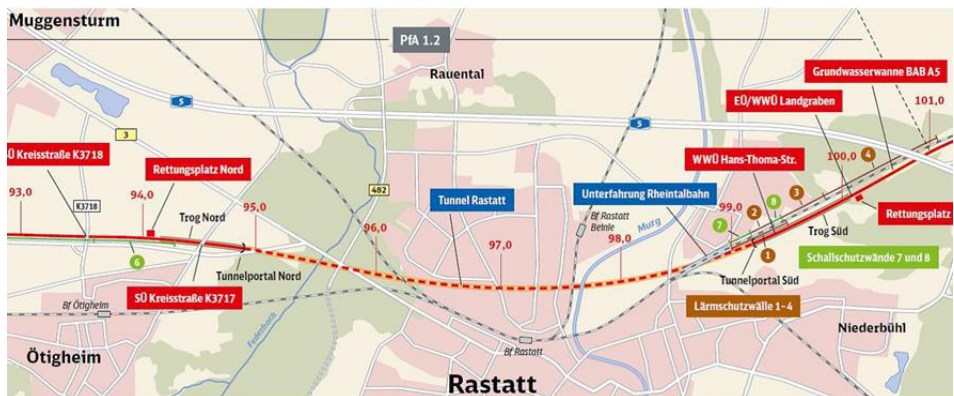 Muggensturm
PfA 1.2
Rauental
Grundwasserwanne BAB A5
5
EÜ/WWÜ Landgraben
101,0
3
5
SÜ Kreisstraße K3718
Rettungsplatz Nord
WWÜ Hans-Thoma-Str.
100,0
4
93,0
94,0
K3718
482
Tunnel Rastatt
Unterfahrung Rheintalbahn
3
Rettungsplatz
Trog Nord
95,0
Bf Rastatt
Beinle
99,0
8
2
7
Trog Süd
96,0
Murg
97,0
98,0
1
Schallschutzwände 7 und 8
6
Tunnelportal Nord
Tunnelportal Süd
SÜ Kreisstraße K3717
Bf Ötigheim
Lärmschutzwälle 1–4
Federbach
Niederbühl
Ötigheim
Bf Rastatt
Rastatt